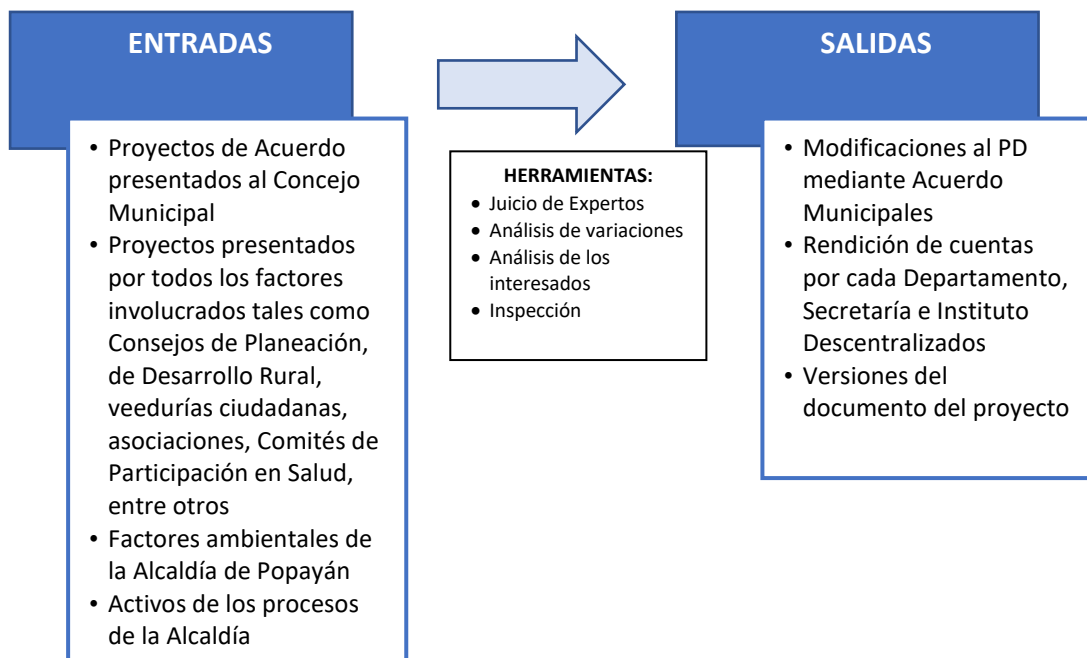 ENTRADAS
• Proyectos de Acuerdo
presentados al Concejo
Municipal
• Proyectos presentados
por todos los factores
involucrados tales como
Consejos de Planeación,
de Desarrollo Rural,
veedurías ciudadanas,
asociaciones, Comités de
Participación en Salud,
entre otros
• Factores ambientales de
la Alcaldía de Popayán
• Activos de los procesos
de la Alcaldía
HERRAMIENTAS:
• Juicio de Expertos
• Análisis de variaciones
• Análisis de los
interesados
• Inspección
SALIDAS
• Modificaciones al PD
mediante Acuerdo
Municipales
• Rendición de cuentas
por cada Departamento,
Secretaría e Instituto
Descentralizados
• Versiones del
documento del proyecto